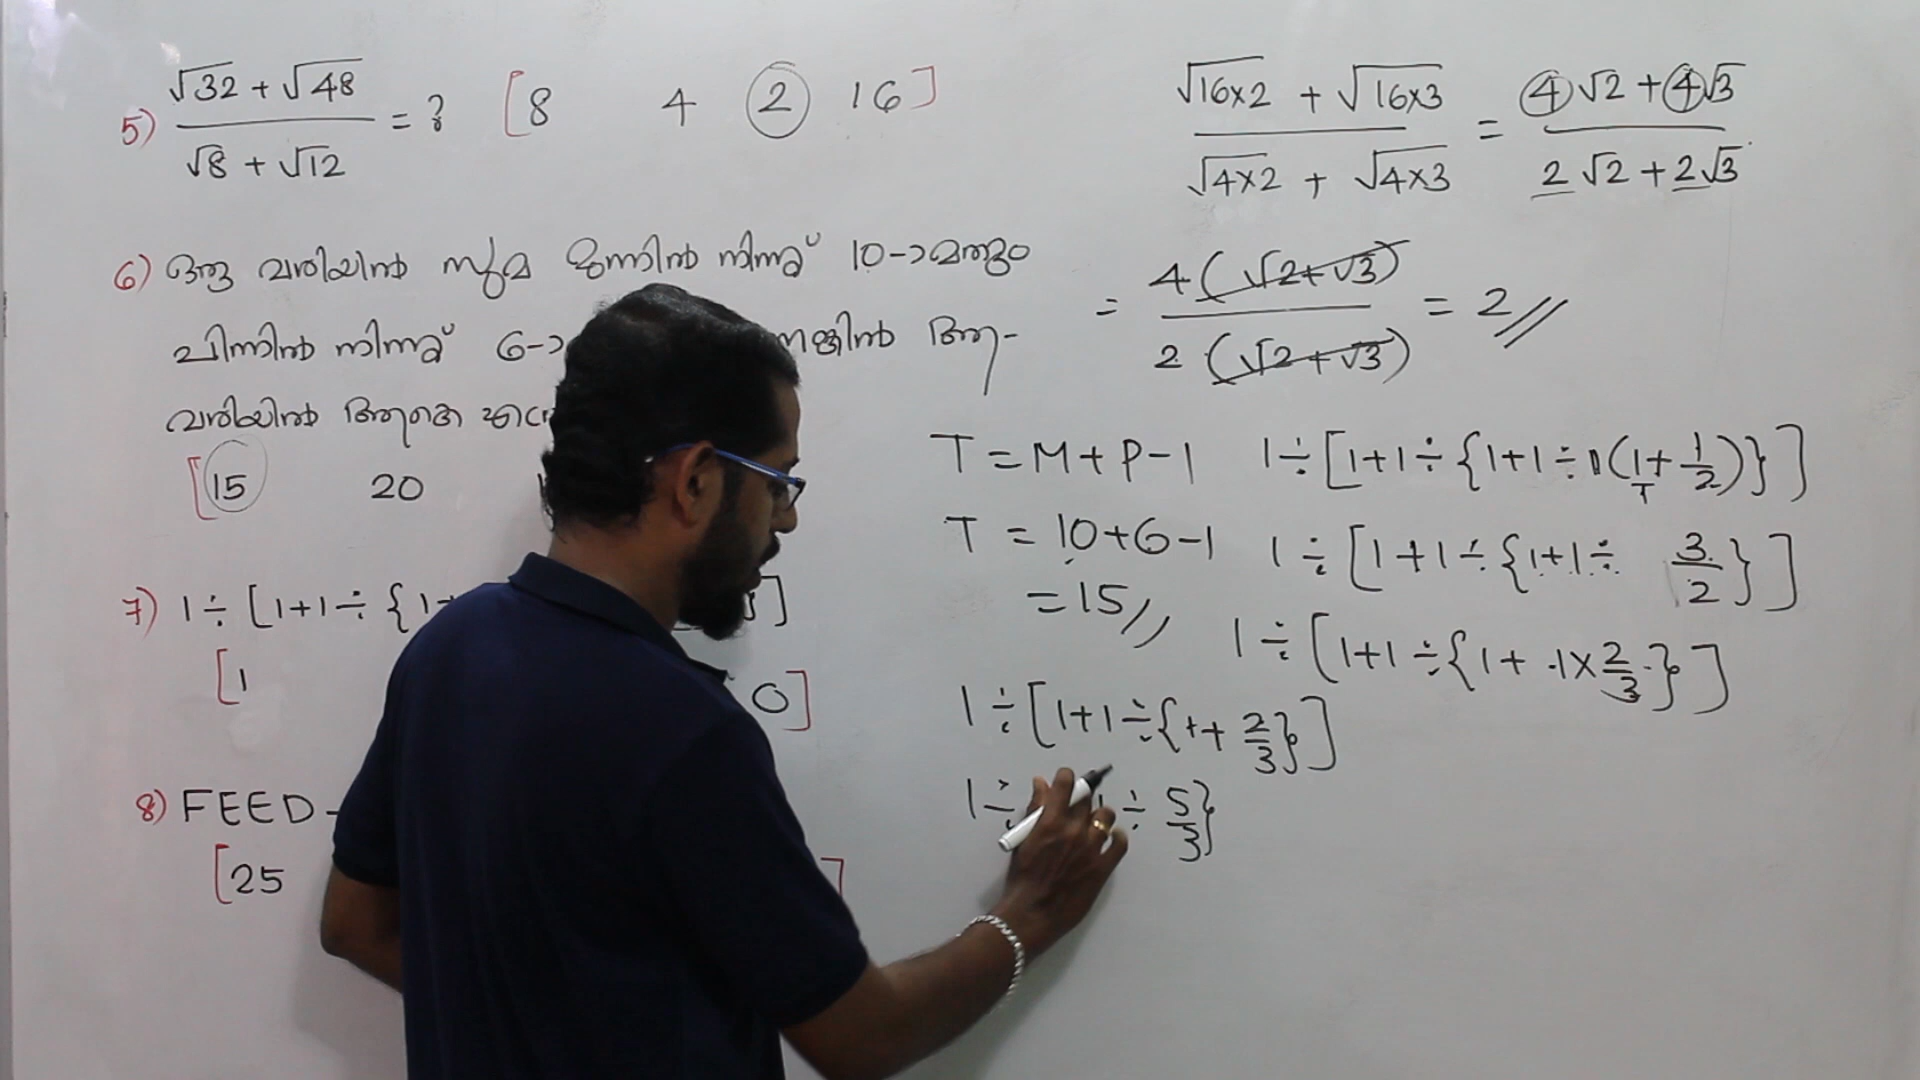 5) √32 + √48 / √8 + √12 = ? [8 4 2 16]
6) ഒരു വരിയിൽ സുമ മുന്നിൽ നിന്ന് 10-ാമതും
പിന്നിൽ നിന്ന് 6-ാ ആ-
വരിയിൽ ആകെ
[15 20
7) 1÷[1+1÷{ ]
[1 0]
8) FEED-
[25 ]
√16×2 + √16×3 / √4×2 + √4×3 = 4√2 + 4√3 / 2√2 + 2√3
= 4(√2+√3) / 2(√2+√3) = 2//
T = M + P - 1
T = 10+6-1
= 15//
1÷[1+1÷{1+1÷1(1+1/2)}]
1÷[1+1÷{1+1÷ 3/2}]
1÷[1+1÷{1+ 1×2/3}]
1÷[1+1÷{1+ 2/3}]
1÷ 1÷ 5/3}